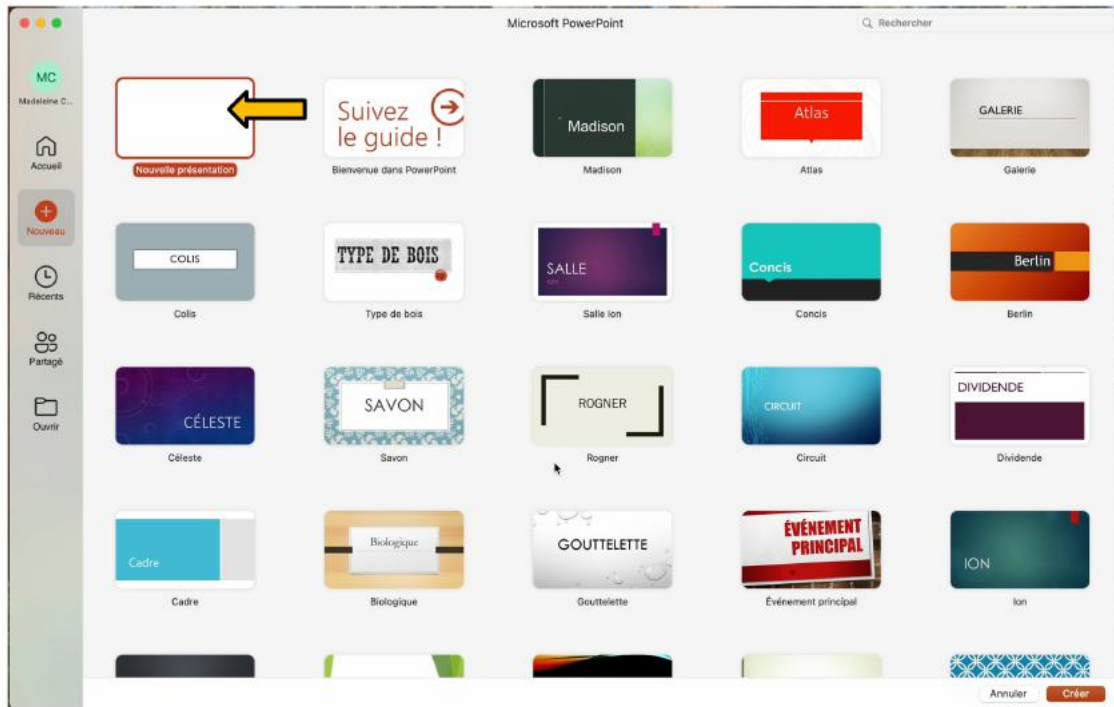 Microsoft PowerPoint
Rechercher
MC
Madeleine C...
Accueil
Nouveau
Récents
Partagé
Ouvrir
Suivez
le guide !
Madison
Atlas
GALERIE
Nouvelle présentation
Bienvenue dans PowerPoint
Madison
Atlas
Galerie
COLIS
TYPE DE BOIS
SALLE
Concis
Berlin
Colis
Type de bois
Salle Ion
Concis
Berlin
CÉLESTE
SAVON
ROGNER
CIRCUIT
DIVIDENDE
Céleste
Savon
Rogner
Circuit
Dividende
Cadre
Biologique
GOUTTELETTE
ÉVÉNEMENT
PRINCIPAL
ION
Cadre
Biologique
Gouttelette
Événement principal
Ion
Annuler
Créer